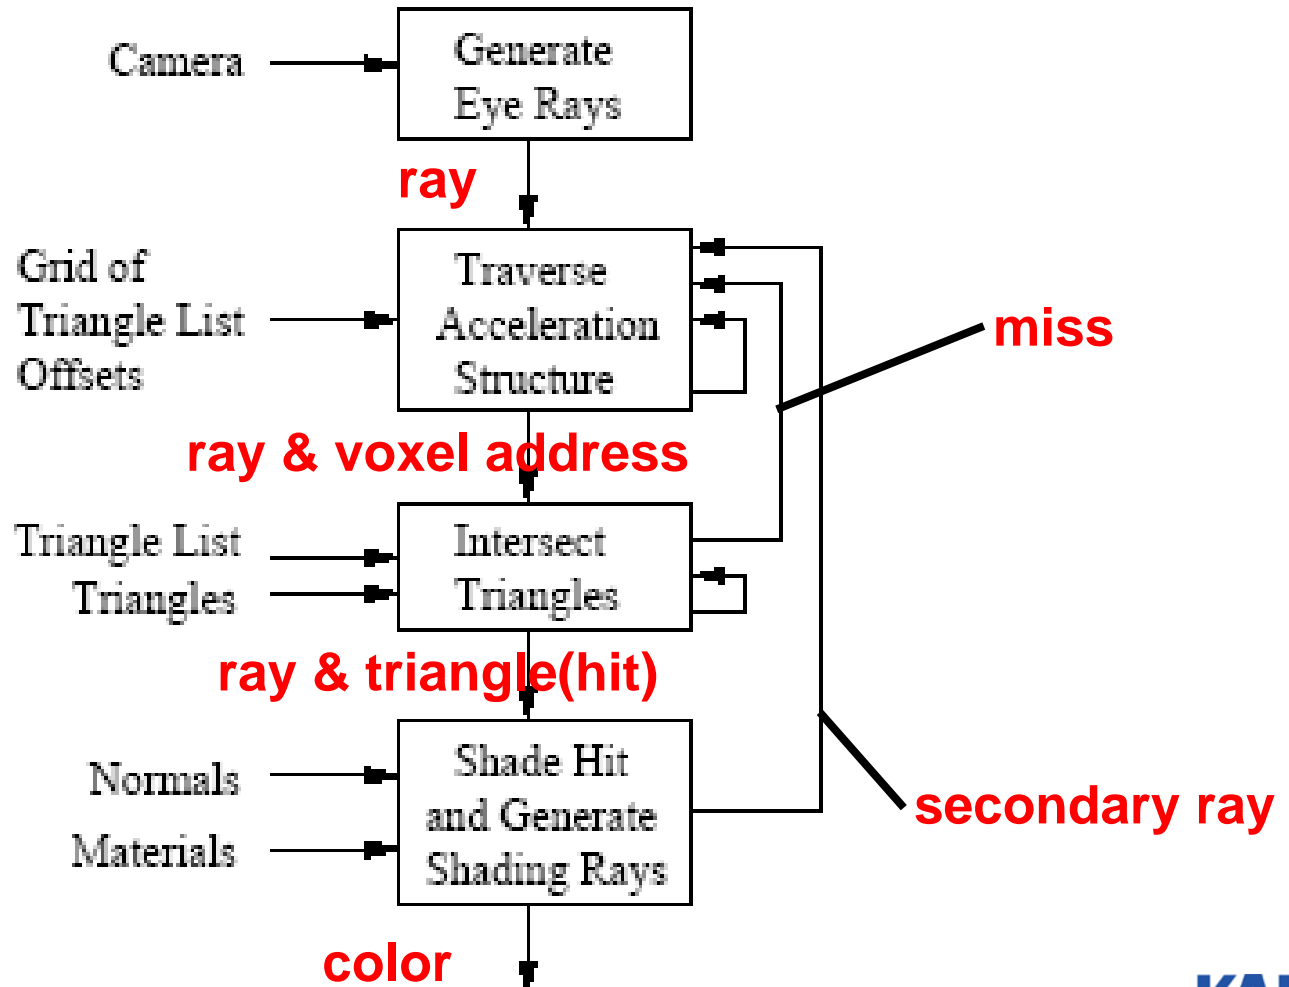 Camera
Generate
Eye Rays
ray
Grid of
Triangle List
Offsets
Traverse
Acceleration
Structure
miss
ray & voxel address
Triangle List
Triangles
Intersect
Triangles
ray & triangle(hit)
Normals
Materials
Shade Hit
and Generate
Shading Rays
secondary ray
color